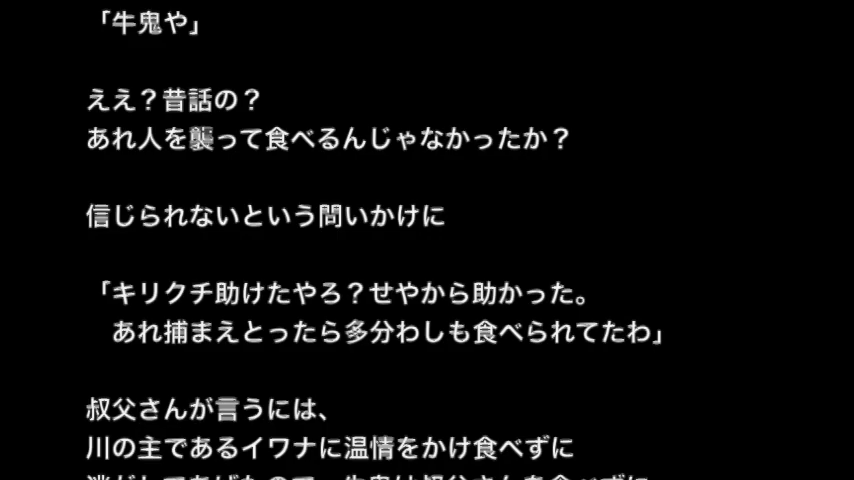 「牛鬼や」
ええ？昔話の？
あれ人を襲って食べるんじゃなかったか？
信じられないという問いかけに
「キリクチ助けたやろ？せやから助かった。
あれ捕まえとったら多分わしも食べられてたわ」
叔父さんが言うには、
川の主であるイワナに温情をかけ食べずに